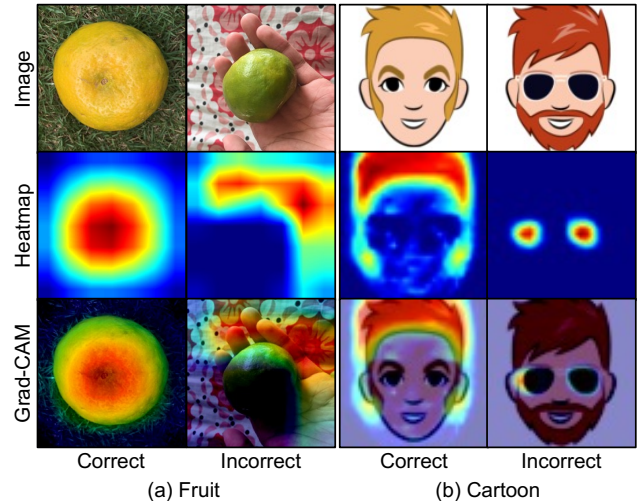 Image
Heatmap
Grad-CAM
Correct
Incorrect
Correct
Incorrect
(a) Fruit
(b) Cartoon